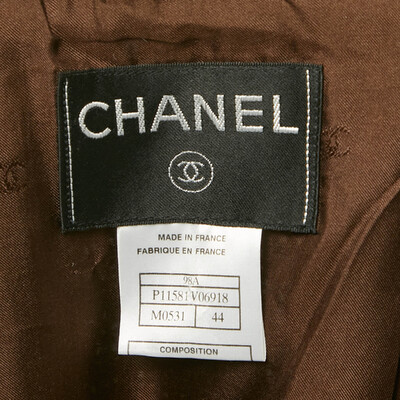 CHANEL
MADE IN FRANCE
FABRIQUE EN FRANCE
98A
P11581V06918
M0531 44
COMPOSITION